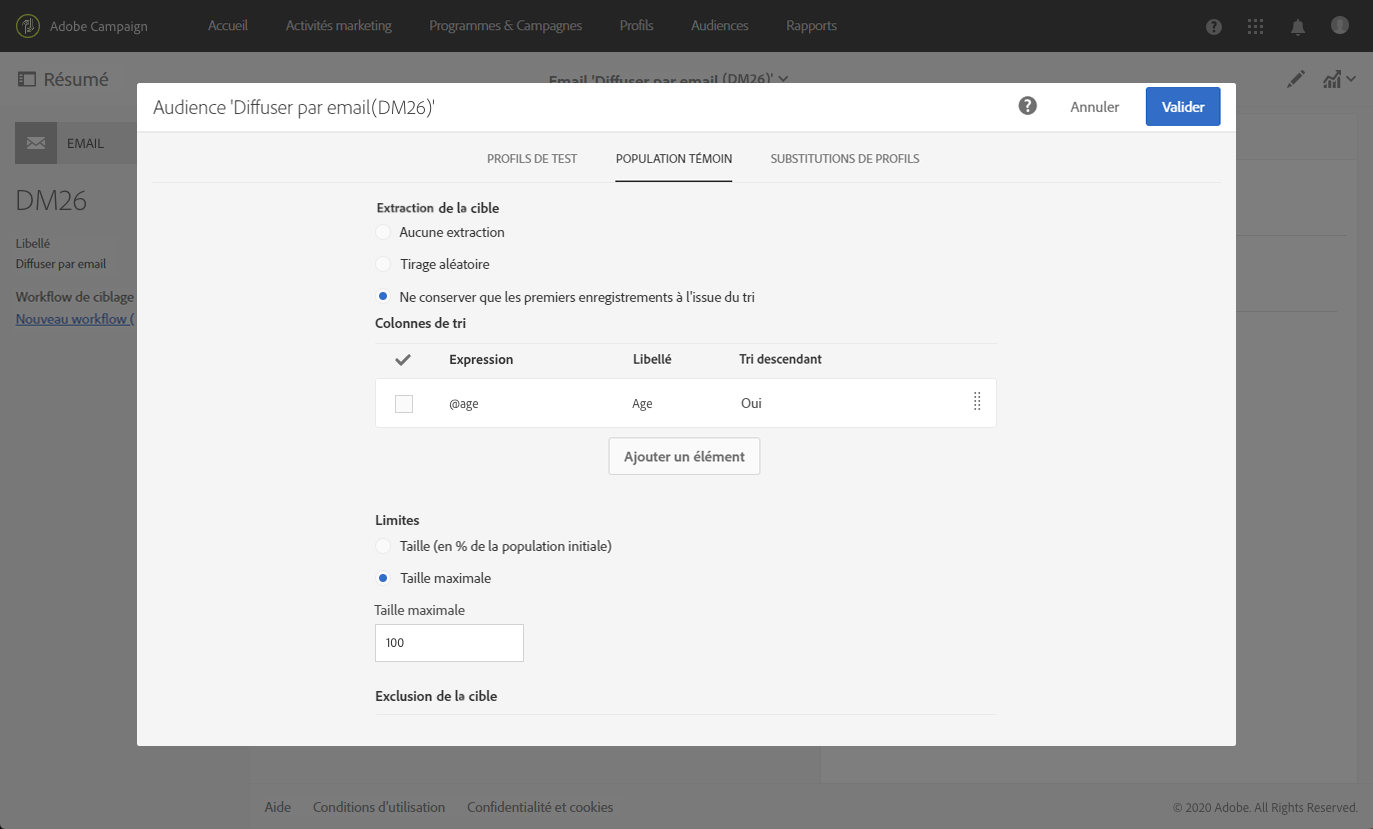 Adobe Campaign Accueil Activités marketing Programmes & Campagnes Profils Audiences Rapports
Résumé
Email 'Diffuser par email (DM26)'
Audience 'Diffuser par email(DM26)'
Annuler
Valider
EMAIL
PROFILS DE TEST POPULATION TÉMOIN SUBSTITUTIONS DE PROFILS
DM26
Libellé
Diffuser par email
Workflow de ciblage
Nouveau workflow (
Extraction de la cible
Aucune extraction
Tirage aléatoire
Ne conserver que les premiers enregistrements à l'issue du tri
Colonnes de tri
Expression Libellé Tri descendant
@age Age Oui
Ajouter un élément
Limites
Taille (en % de la population initiale)
Taille maximale
Taille maximale
100
Exclusion de la cible
Aide Conditions d'utilisation Confidentialité et cookies
© 2020 Adobe. All Rights Reserved.